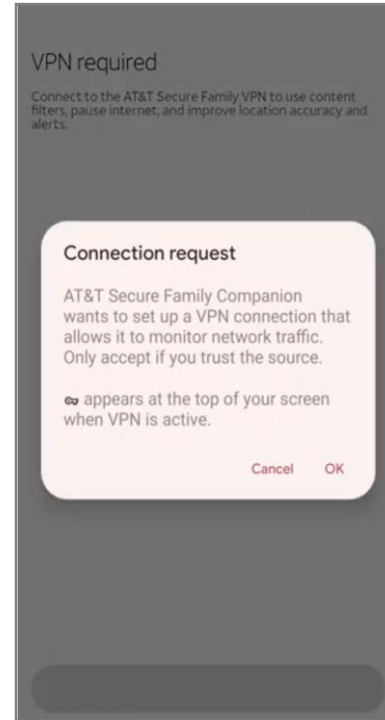 VPN required
Connect to the AT&T Secure Family VPN to use content
filters, pause internet, and improve location accuracy and
alerts.
Connection request
AT&T Secure Family Companion
wants to set up a VPN connection that
allows it to monitor network traffic.
Only accept if you trust the source.
appears at the top of your screen
when VPN is active.
Cancel OK